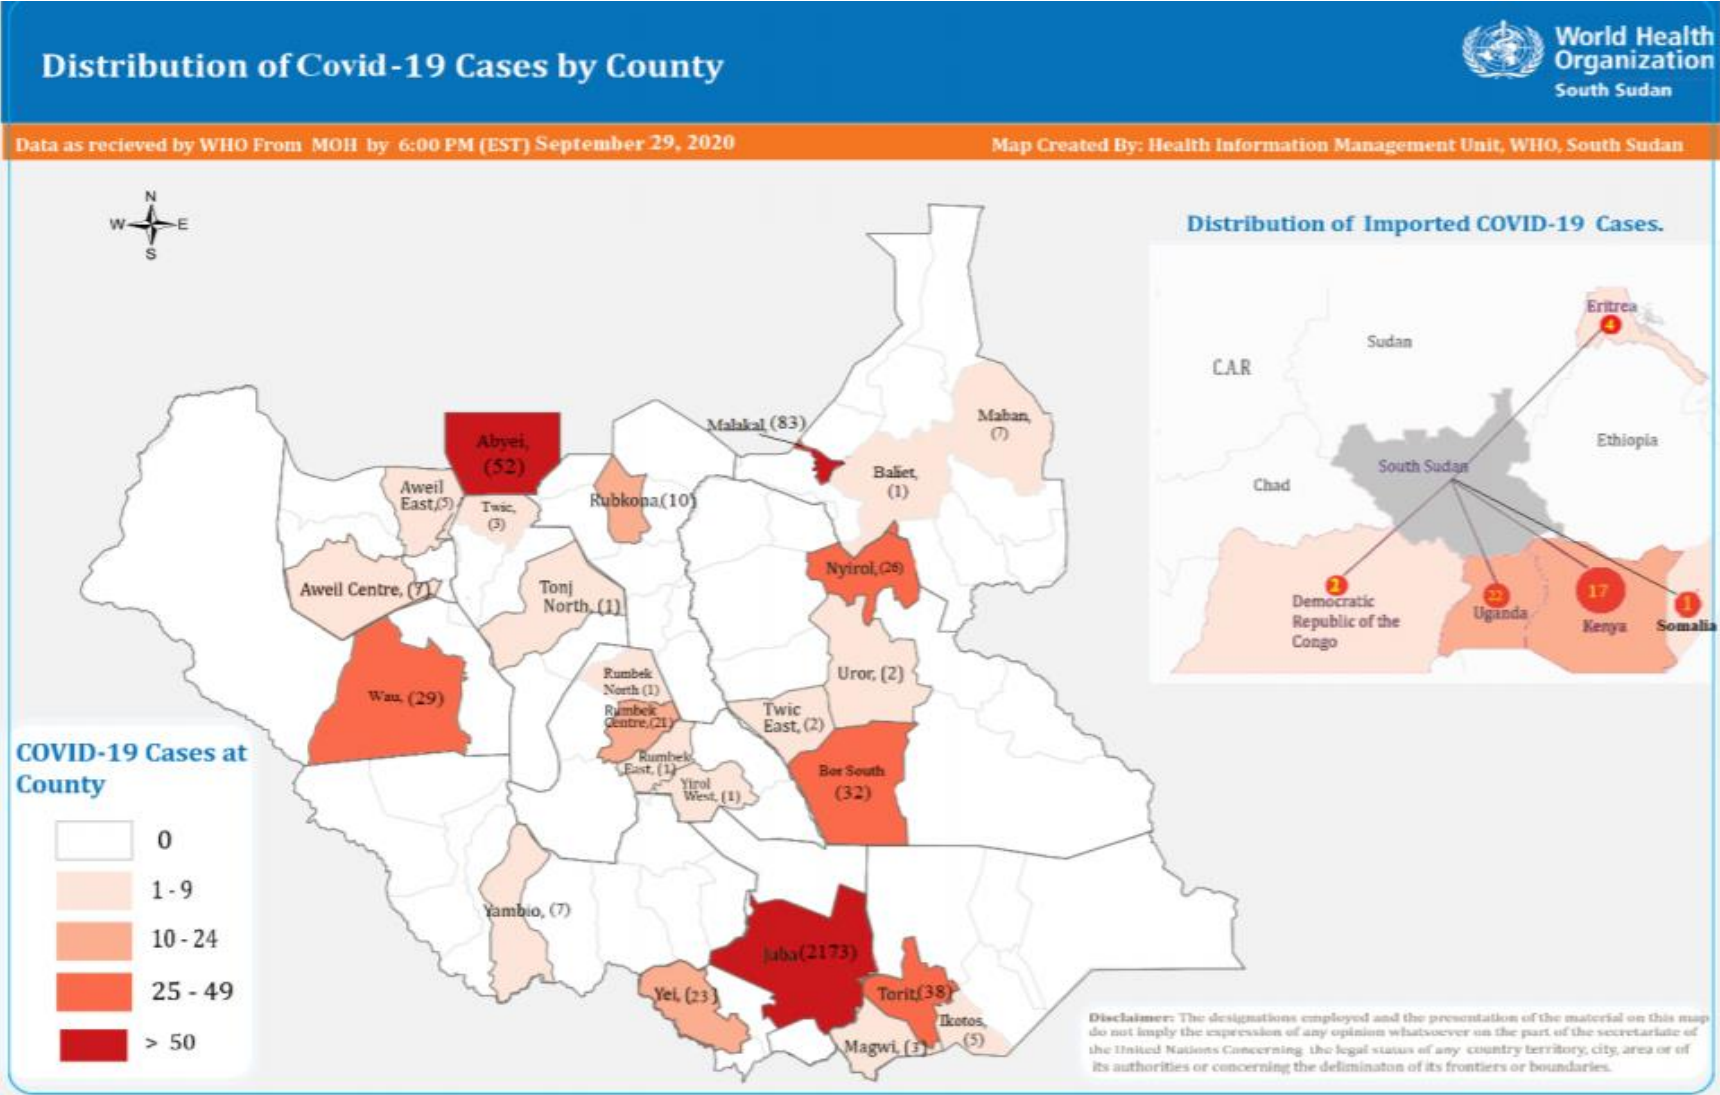 Distribution of Covid-19 Cases by County
World Health
Organization
South Sudan
Data as recieved by WHO From MOH by 6:00 PM (EST) September 29, 2020
Map Created By: Health Information Management Unit, WHO, South Sudan
N
W
E
S
Distribution of Imported COVID-19 Cases.
Eritrea
4
Sudan
C.A.R
Ethiopia
South Sudan
Chad
2
Democratic
Republic of the
Congo
22
Uganda
17
Kenya
1
Somalia
Malakal, (83)
Maban,
(7)
Abyei,
(52)
Baliet,
(1)
Aweil
East,(5)
Twic,
(3)
Rubkona,(10)
Nyirol,(26)
Aweil Centre, (7)
Tonj
North, (1)
Rumbek
North (1)
Uror, (2)
Wau, (29)
Rumbek
Centre,(21)
Twic
East, (2)
Rumbek
East, (1)
Bor South
(32)
Yirol
West, (1)
Yambio, (7)
Juba(2173)
Yei, (23)
Torit,(38)
Ikotos,
(5)
Magwi, (3)
COVID-19 Cases at
County
0
1 - 9
10 - 24
25 - 49
> 50
Disclaimer: The designations employed and the presentation of the material on this map
do not imply the expression of any opinion whatsoever on the part of the secretariate of
the United Nations Concerning the legal status of any country territory, city, area or of
its authorities or concerning the deliminaton of its frontiers or boundaries.